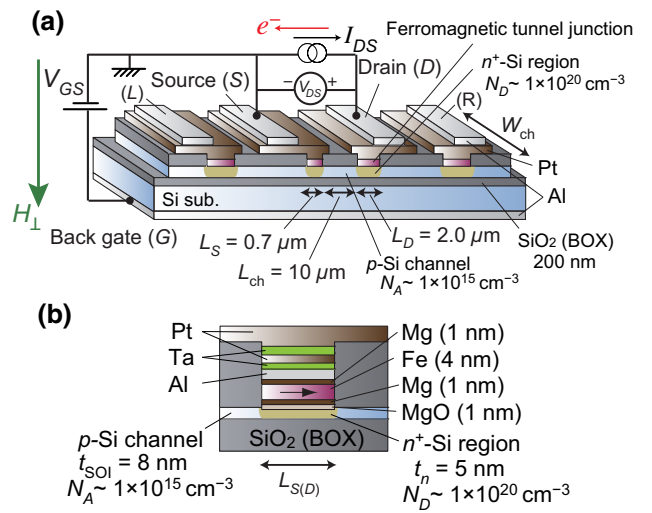 (a)
e⁻
I_DS
Ferromagnetic tunnel junction
V_GS
Source (S)
− V_DS +
Drain (D)
n⁺-Si region
N_D ~ 1×10²⁰ cm⁻³
(L)
(R)
W_ch
Pt
Al
H_⊥
Si sub.
Back gate (G)
L_S = 0.7 μm
L_D = 2.0 μm
L_ch = 10 μm
p-Si channel
N_A ~ 1×10¹⁵ cm⁻³
SiO₂ (BOX)
200 nm
(b)
Pt
Ta
Al
Mg (1 nm)
Fe (4 nm)
Mg (1 nm)
MgO (1 nm)
SiO₂ (BOX)
p-Si channel
t_SOI = 8 nm
N_A ~ 1×10¹⁵ cm⁻³
L_S(D)
n⁺-Si region
t_n = 5 nm
N_D ~ 1×10²⁰ cm⁻³